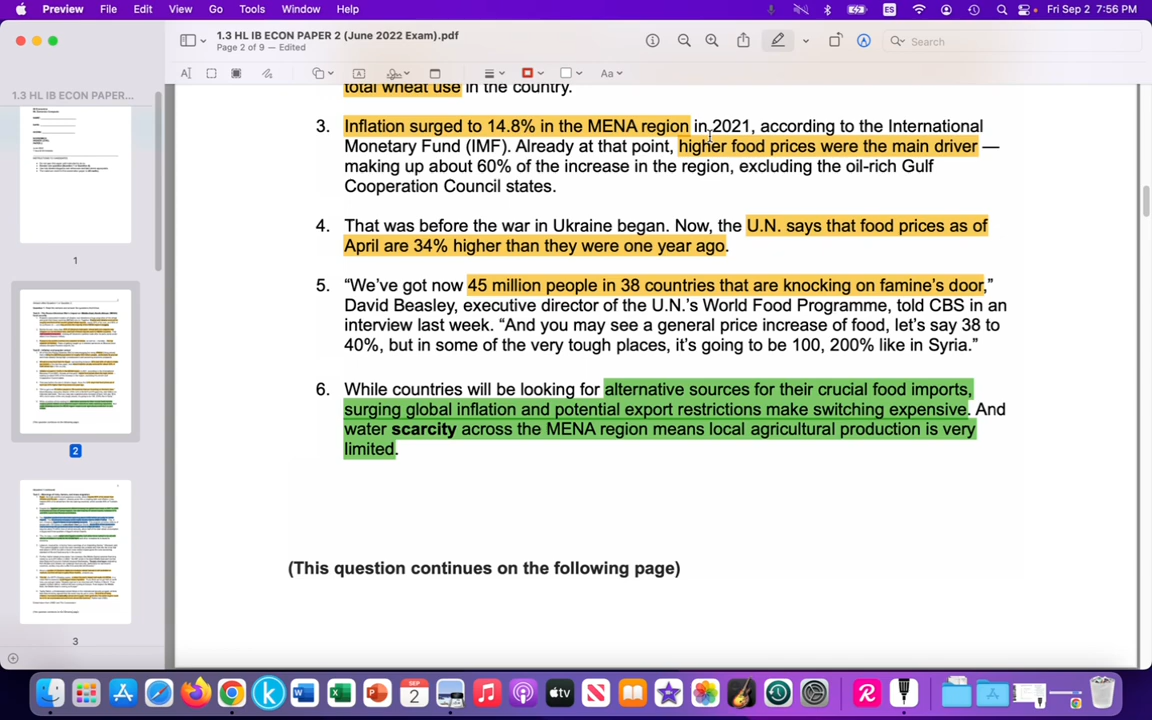 Preview File Edit View Go Tools Window Help
ES
Fri Sep 2 7:56 PM
1.3 HL IB ECON PAPER 2 (June 2022 Exam).pdf
Page 2 of 9 – Edited
Search
Aa
1.3 HL IB ECON PAPER...
1
2
3
total wheat use in the country.
3. Inflation surged to 14.8% in the MENA region in 2021, according to the International
Monetary Fund (IMF). Already at that point, higher food prices were the main driver —
making up about 60% of the increase in the region, excluding the oil-rich Gulf
Cooperation Council states.
4. That was before the war in Ukraine began. Now, the U.N. says that food prices as of
April are 34% higher than they were one year ago.
5. “We’ve got now 45 million people in 38 countries that are knocking on famine’s door,”
David Beasley, executive director of the U.N.’s World Food Programme, told CBS in an
interview last week. “And you may see a general price increase of food, let’s say 38 to
40%, but in some of the very tough places, it’s going to be 100, 200% like in Syria.”
6. While countries will be looking for alternative sources for their crucial food imports,
surging global inflation and potential export restrictions make switching expensive. And
water scarcity across the MENA region means local agricultural production is very
limited.
(This question continues on the following page)
SEP
2
tv